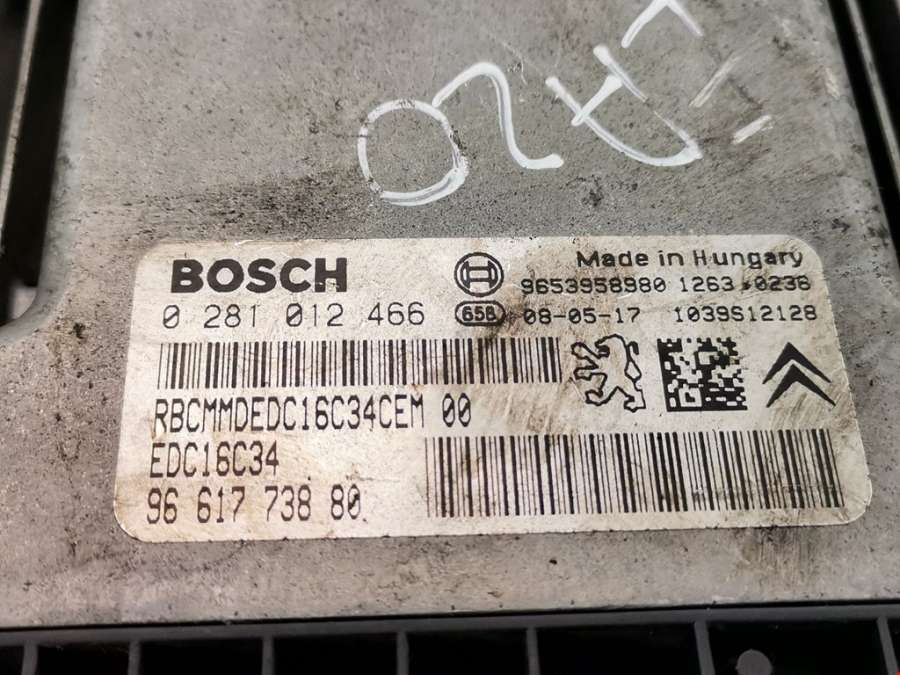 BOSCH
Made in Hungary
9653958980 1263 0236
0 281 012 466
656 08-05-17 1039S12128
RBCMMDEDC16C34CEM 00
EDC16C34
96 617 738 80